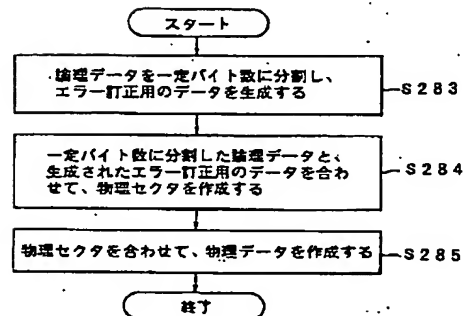 スタート
論理データを一定バイト数に分割し、
エラー訂正用のデータを生成する
S283
一定バイト数に分割した論理データと、
生成されたエラー訂正用のデータを合わ
せて、物理セクタを作成する
S284
物理セクタを合わせて、物理データを作成する
S285
終了